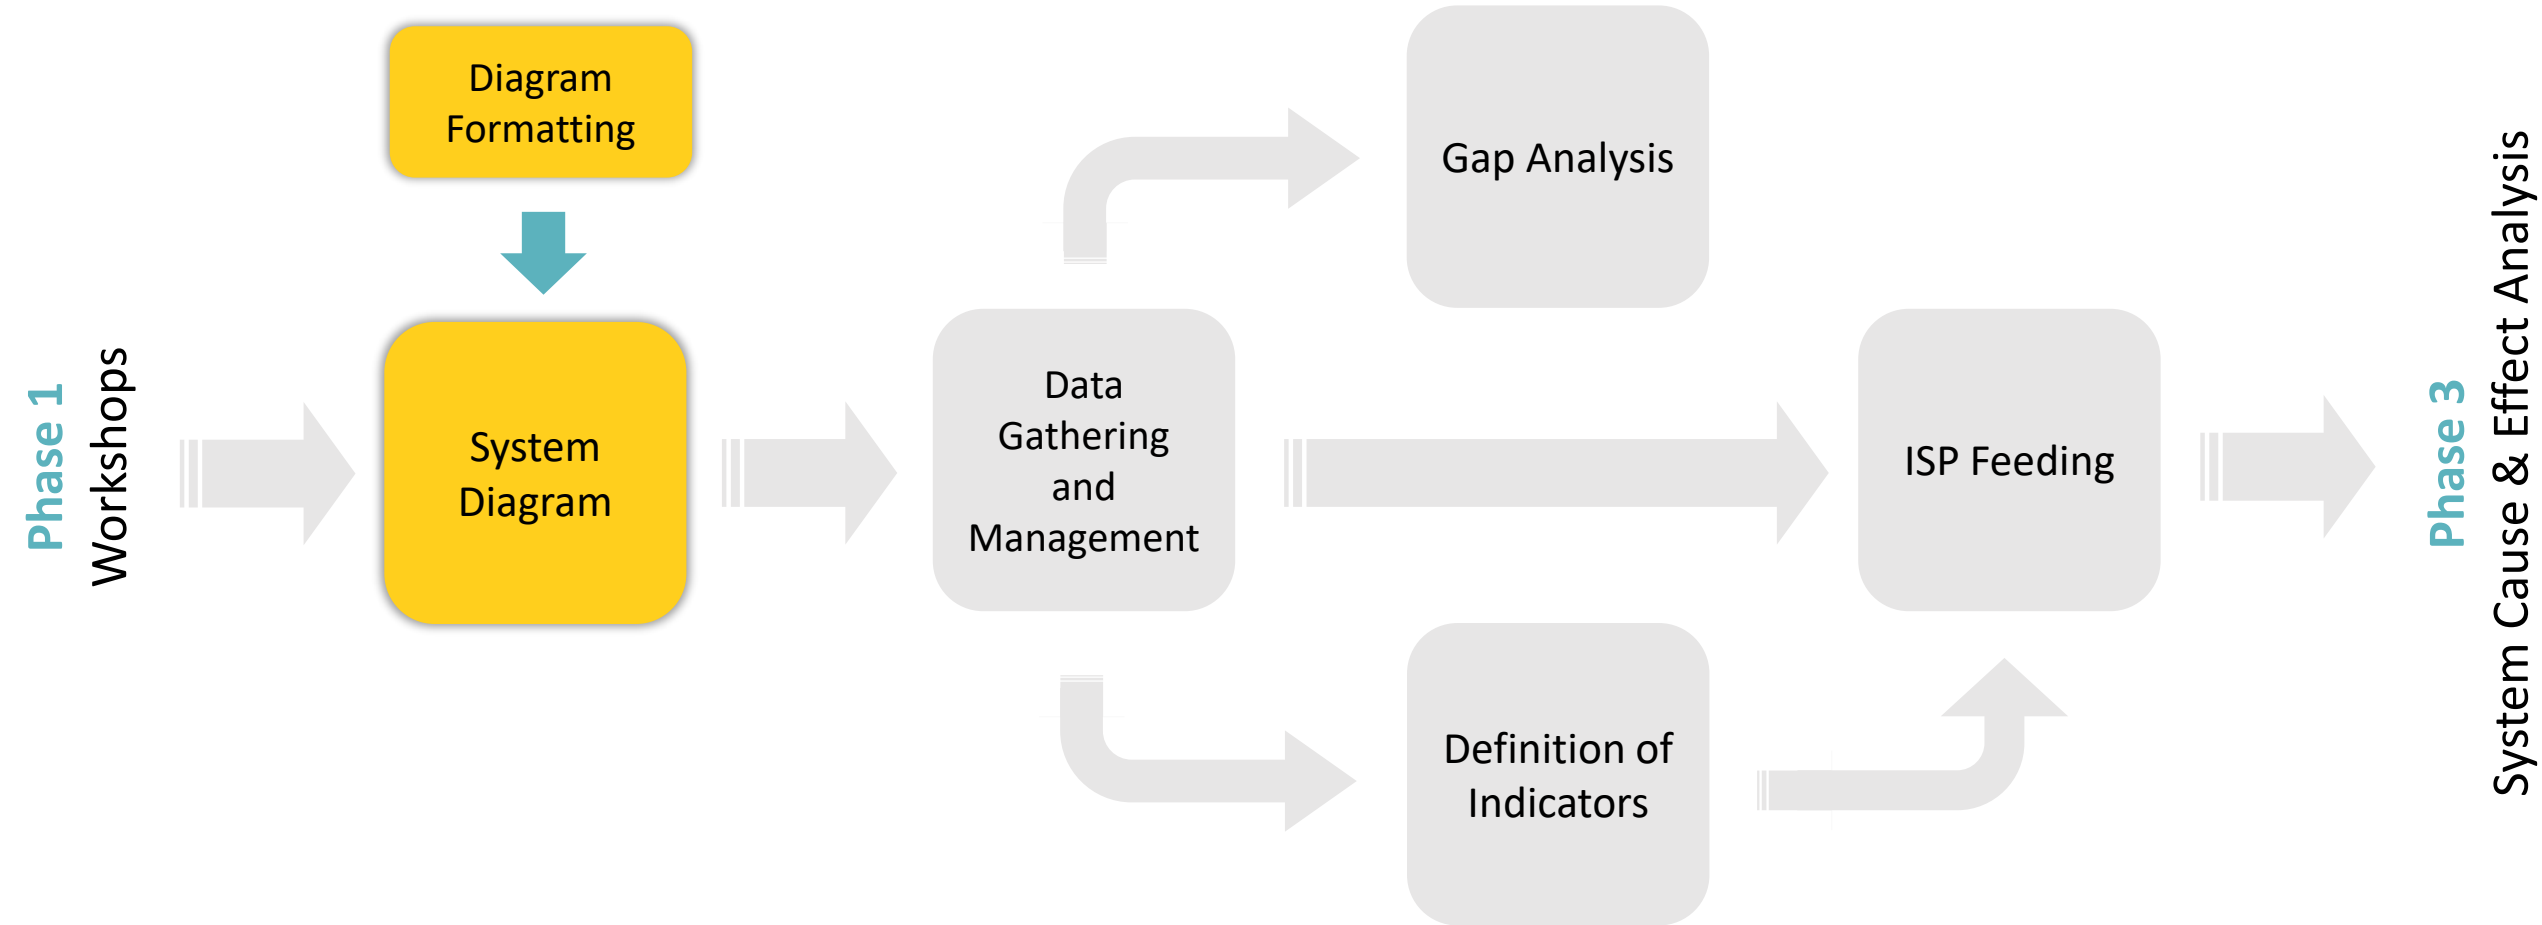 Phase 1
Workshops
Diagram
Formatting
System
Diagram
Data
Gathering
and
Management
Gap Analysis
Definition of
Indicators
ISP Feeding
Phase 3
System Cause & Effect Analysis